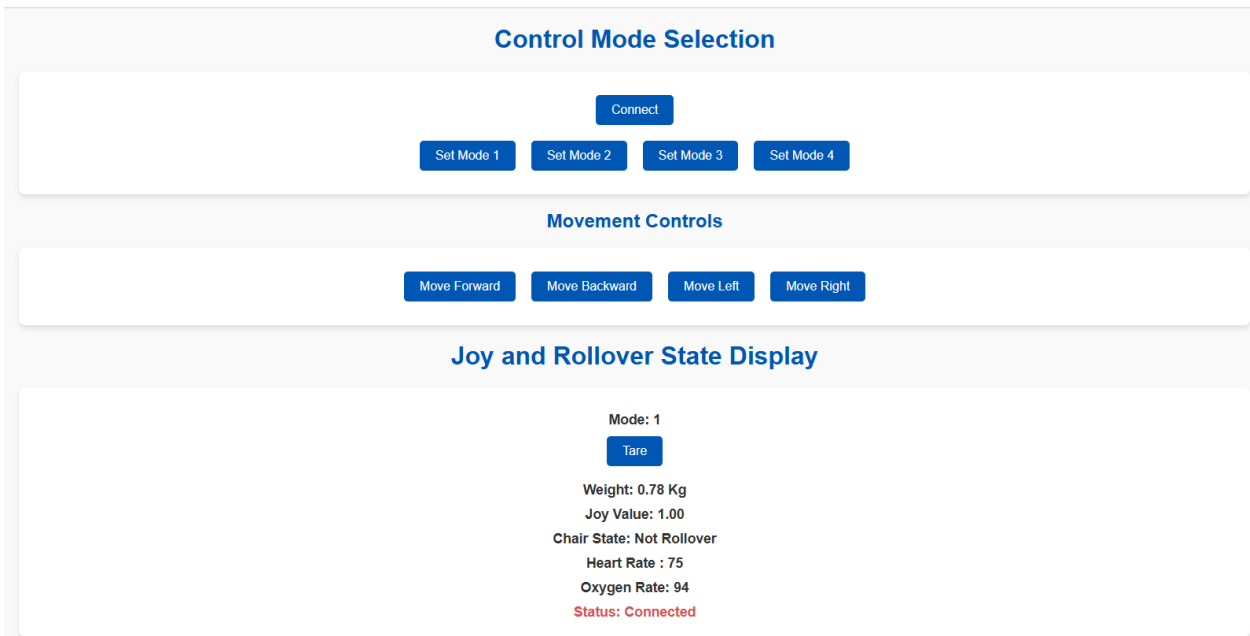 Control Mode Selection
Connect
Set Mode 1 Set Mode 2 Set Mode 3 Set Mode 4
Movement Controls
Move Forward Move Backward Move Left Move Right
Joy and Rollover State Display
Mode: 1
Tare
Weight: 0.78 Kg
Joy Value: 1.00
Chair State: Not Rollover
Heart Rate : 75
Oxygen Rate: 94
Status: Connected